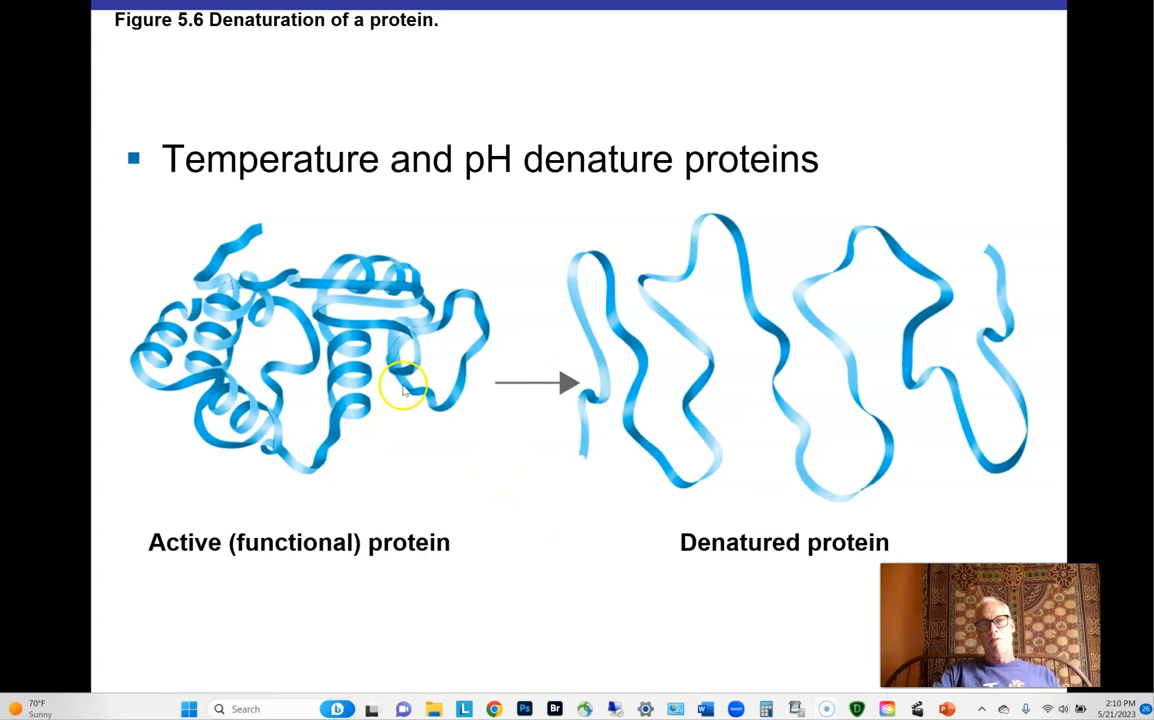 Figure 5.6 Denaturation of a protein.
Temperature and pH denature proteins
Active (functional) protein
Denatured protein
70°F
Sunny
Search
2:10 PM
5/21/2023
26